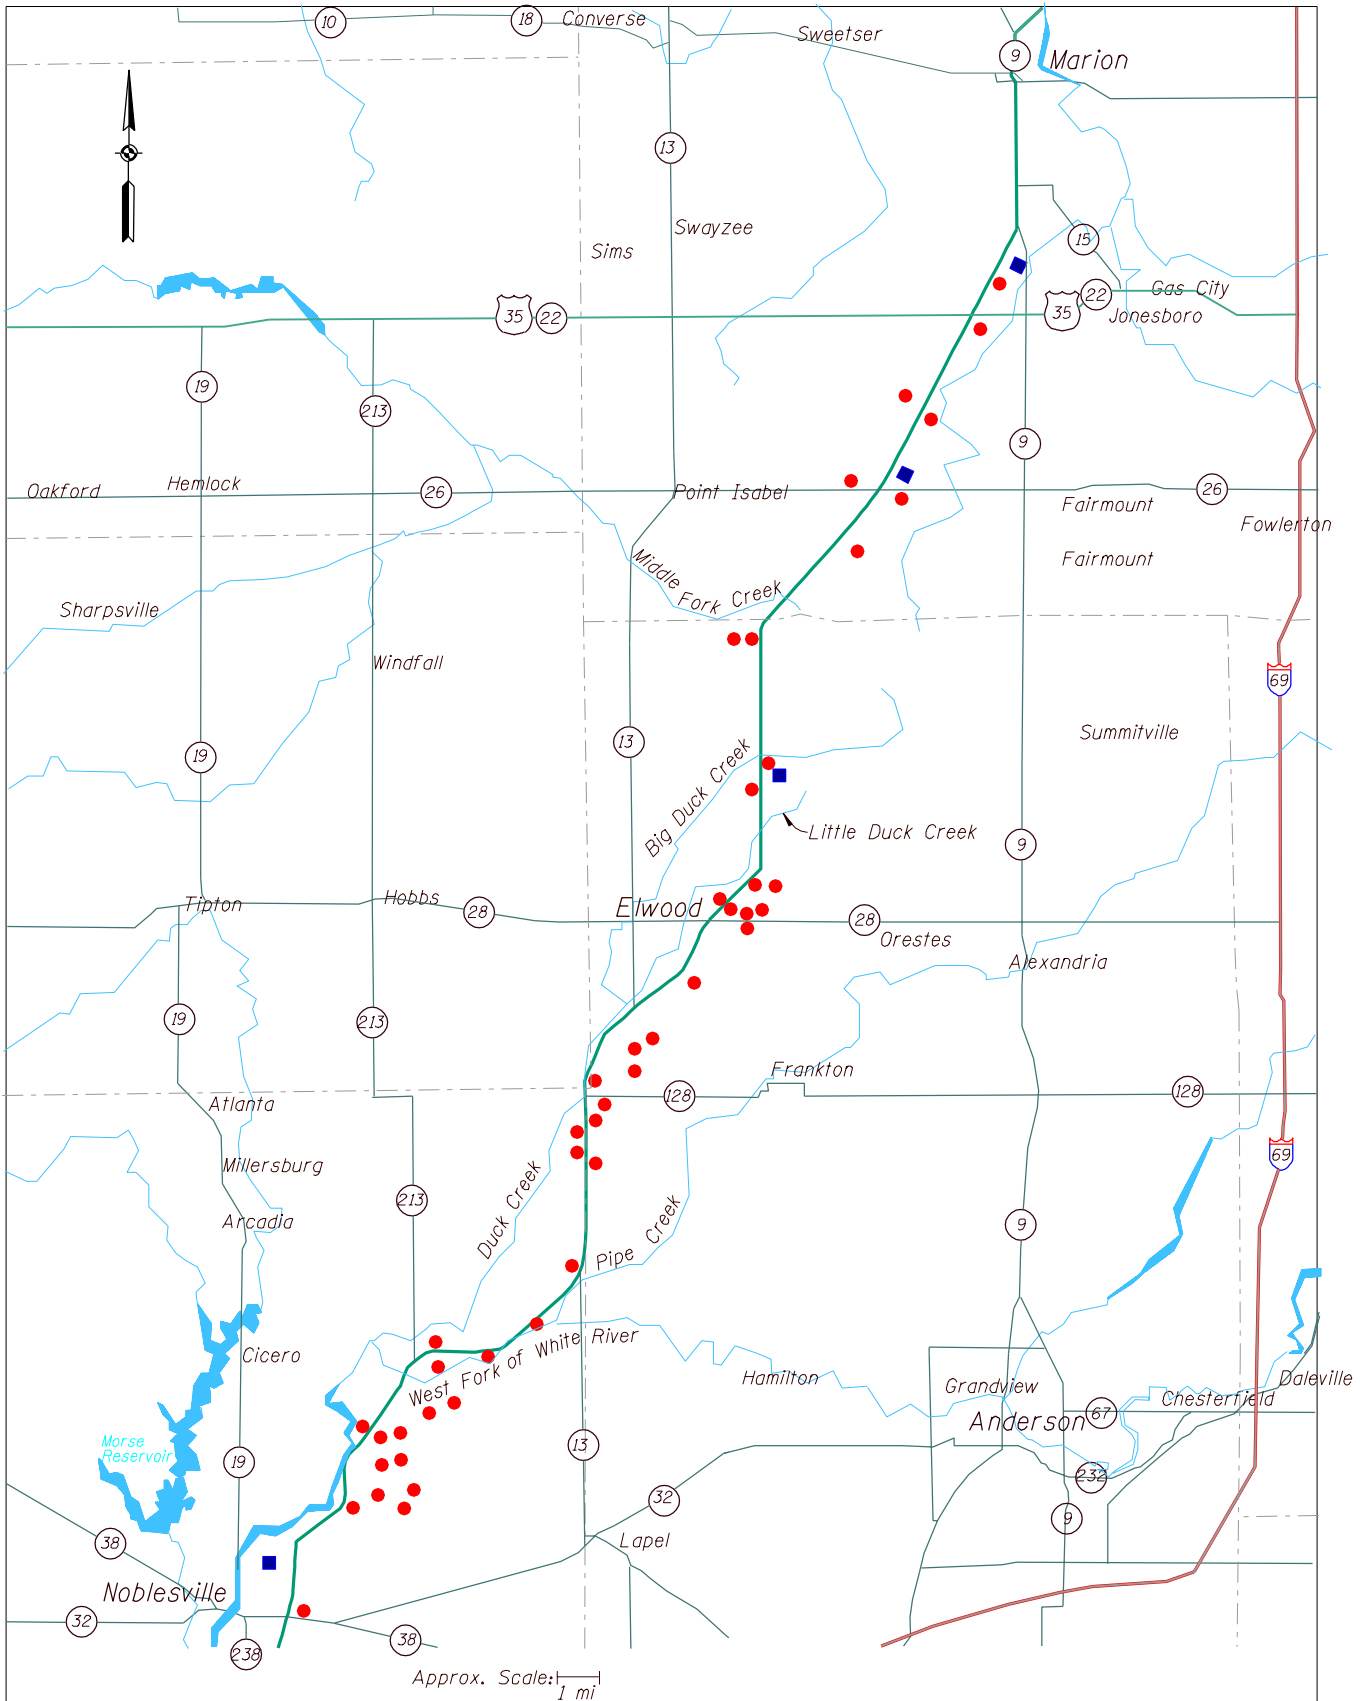 10
18
Converse
Sweetser
9
Marion
13
Swayzee
Sims
15
Gas City
22
35
Jonesboro
35
22
19
213
9
Oakford
Hemlock
26
Point Isabel
26
Fairmount
Fowlerton
Fairmount
Middle
Fork Creek
Sharpsville
Windfall
69
Summitville
13
19
Big Duck Creek
Little Duck Creek
9
Tipton
Hobbs
28
Elwood
28
Orestes
Alexandria
19
213
Frankton
128
128
Atlanta
Millersburg
69
Arcadia
213
Duck Creek
Pipe Creek
9
West Fork of White River
Cicero
Hamilton
Grandview
Daleville
Chesterfield
67
Anderson
Morse
Reservoir
19
13
232
32
9
38
Lapel
Noblesville
32
38
238
Approx. Scale:
1 mi